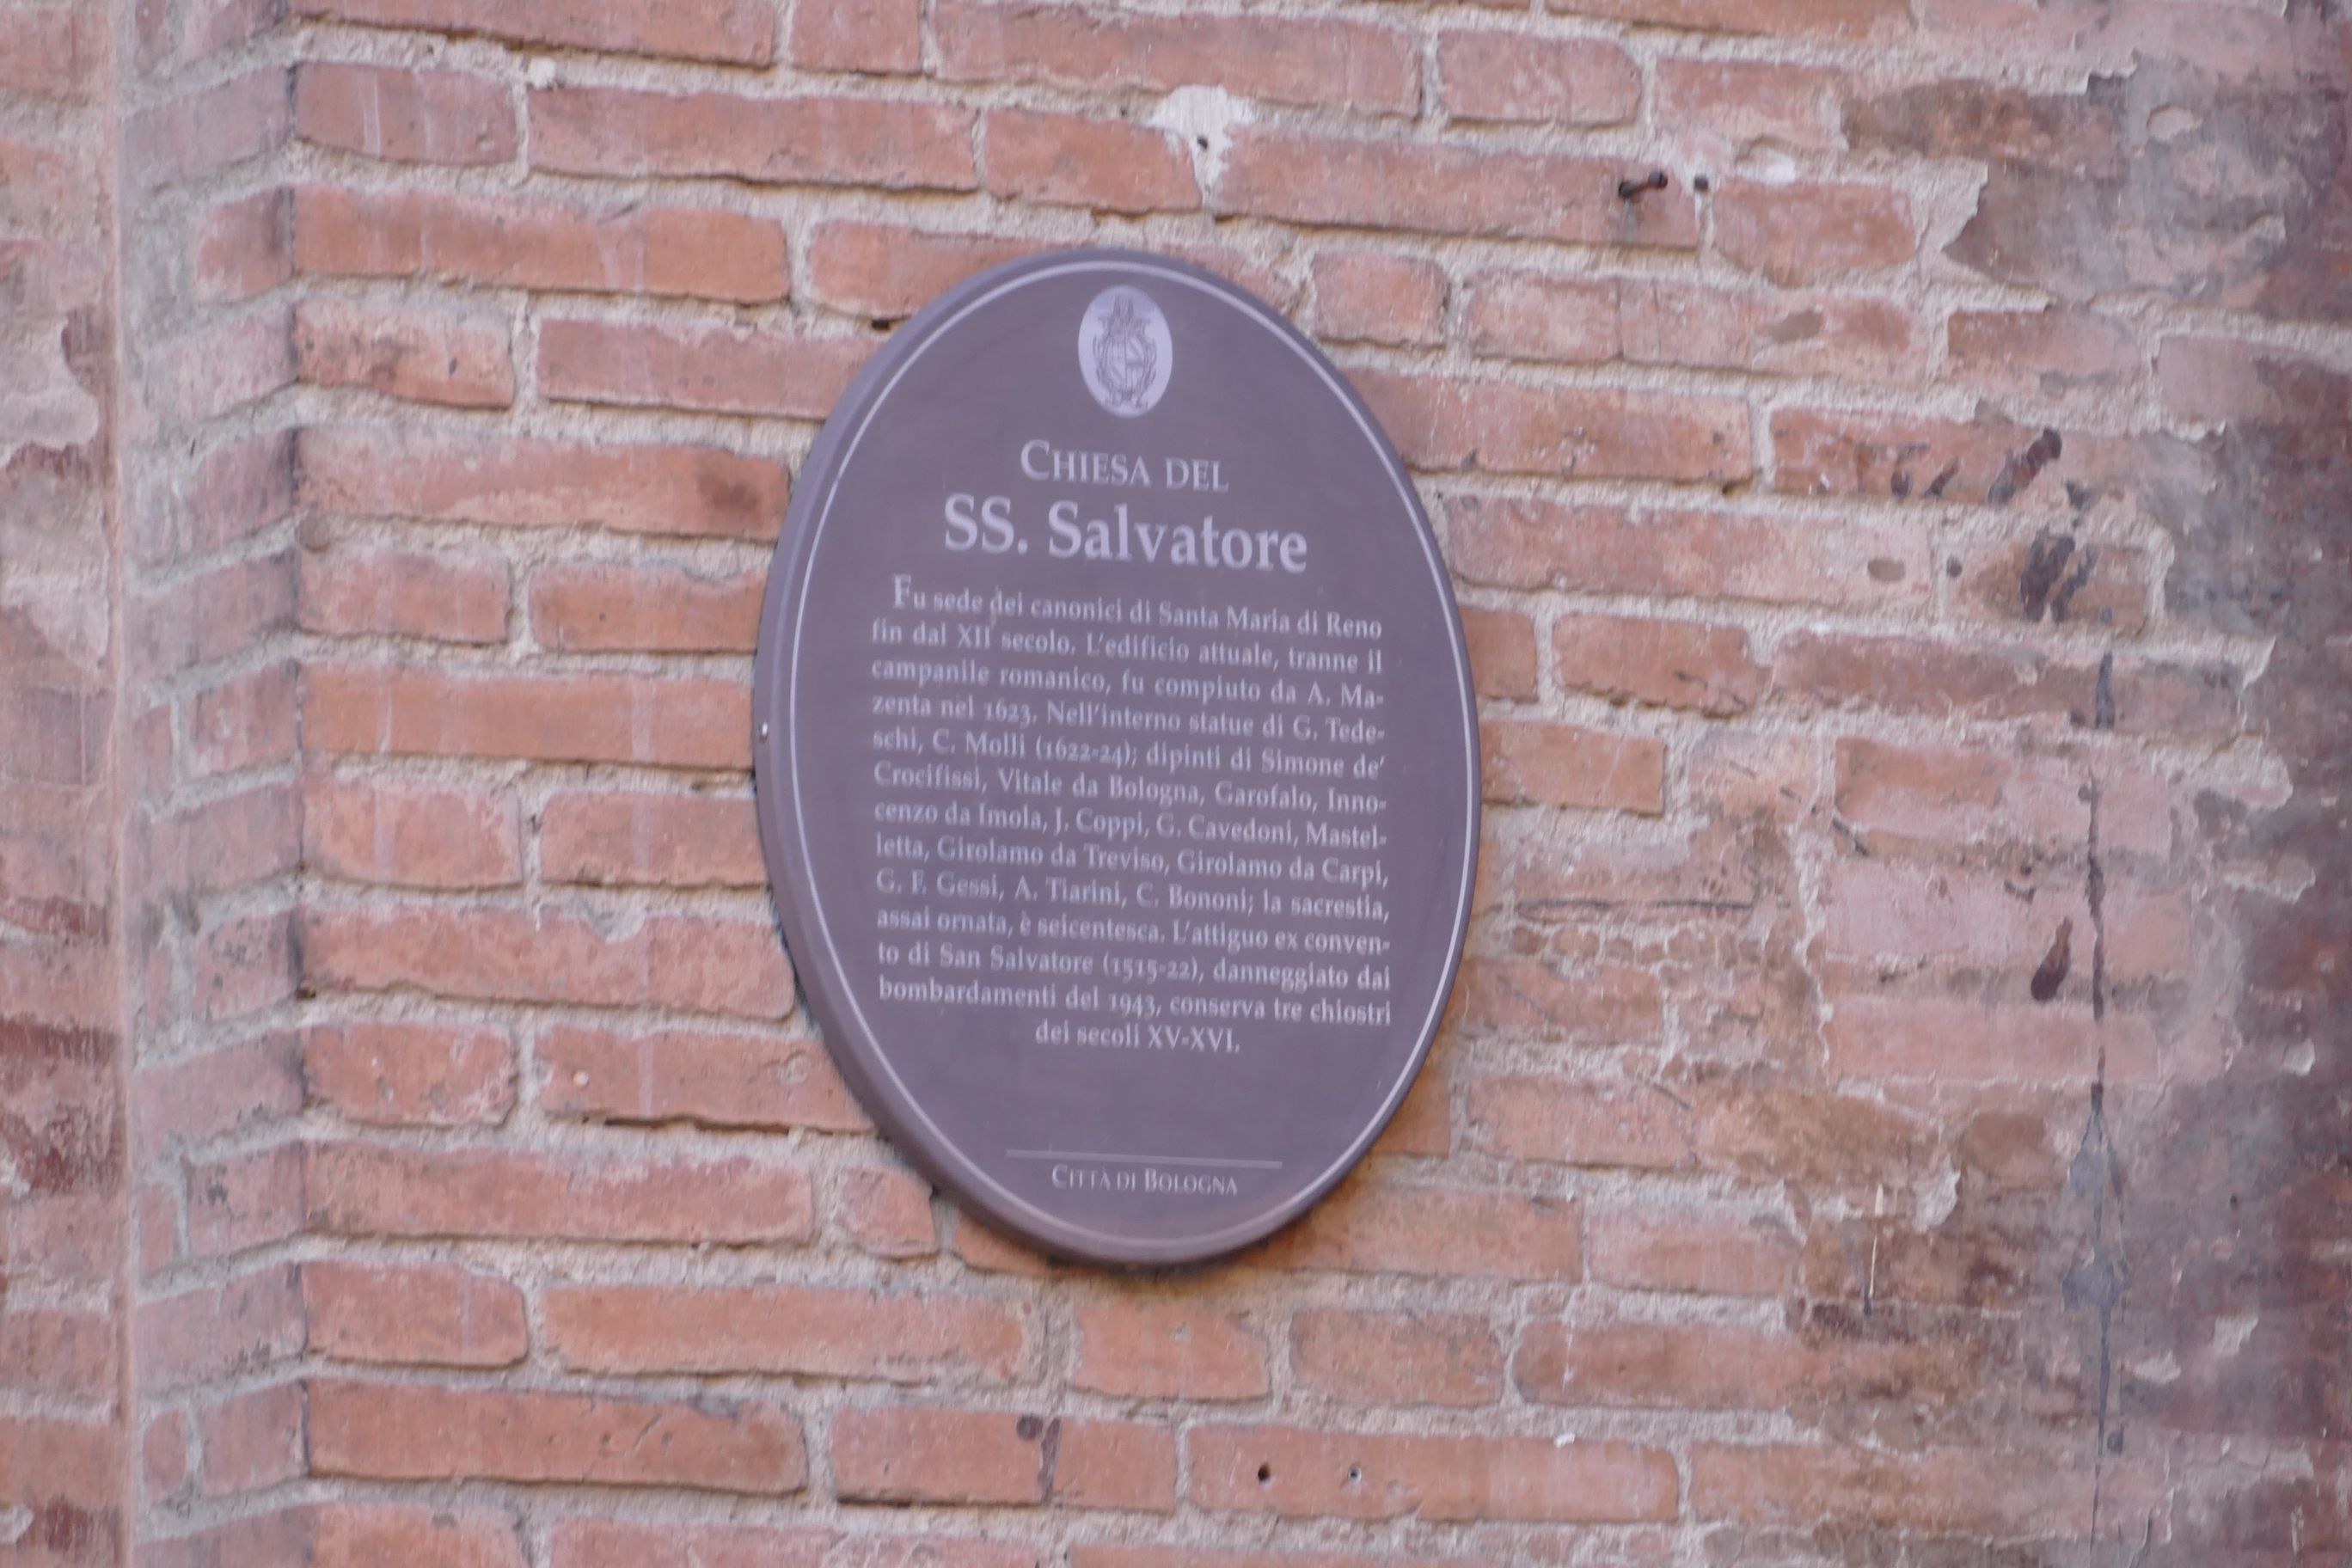 CHIESA DEL
SS. Salvatore
Fu sede dei canonici di Santa Maria di Reno
fin dal XII secolo. L'edificio attuale, tranne il
campanile romanico, fu compiuto da A. Ma-
zenta nel 1623. Nell'interno statue di G. Tede-
schi, C. Molli (1622-24); dipinti di Simone de'
Crocifissi, Vitale da Bologna, Garofalo, Inno-
cenzo da Imola, J. Coppi, G. Cavedoni, Mastel-
letta, Girolamo da Treviso, Girolamo da Carpi,
G. F. Gessi, A. Tiarini, C. Bononi; la sacrestia,
assai ornata, è seicentesca. L'attiguo ex conven-
to di San Salvatore (1515-22), danneggiato dai
bombardamenti del 1943, conserva tre chiostri
dei secoli XV-XVI.
CITTÀ DI BOLOGNA